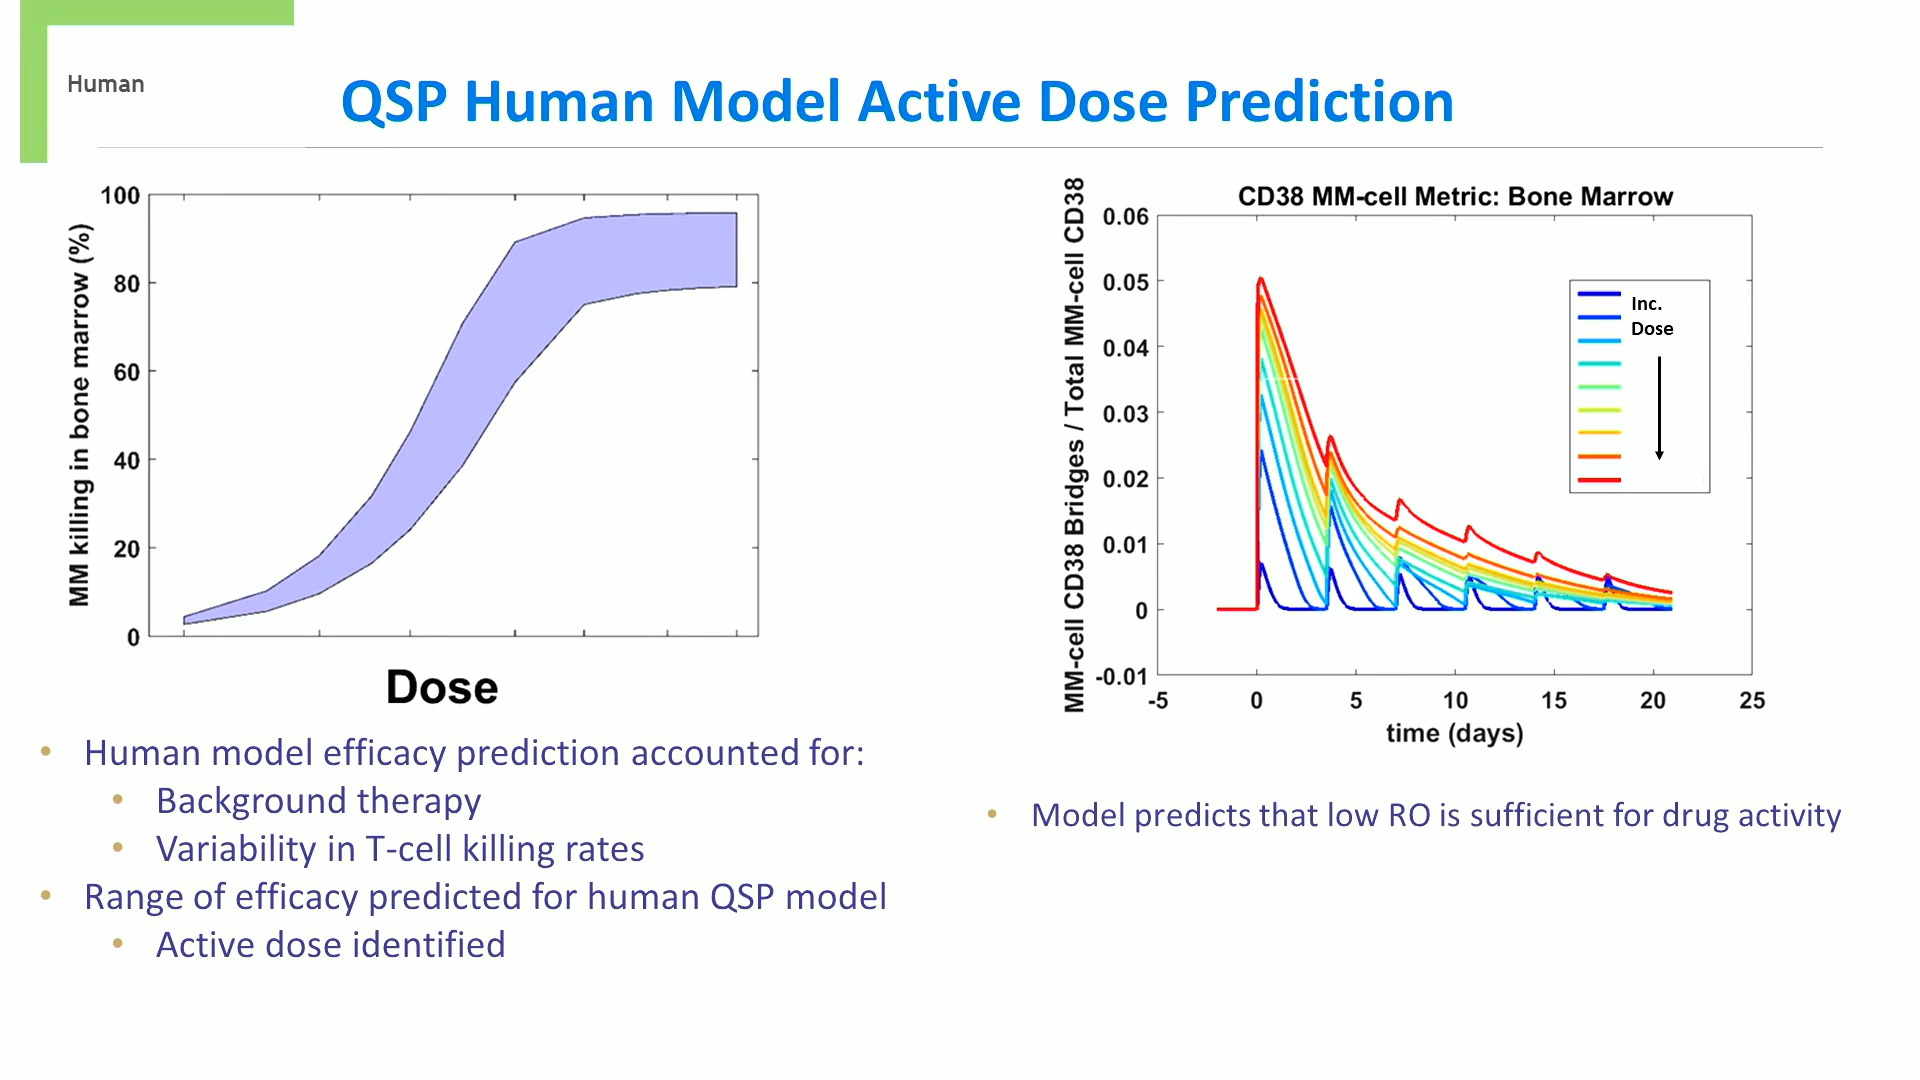 Human
QSP Human Model Active Dose Prediction
MM killing in bone marrow (%)
100
80
60
40
20
0
Dose
CD38 MM-cell Metric: Bone Marrow
MM-cell CD38 Bridges / Total MM-cell CD38
0.06
0.05
0.04
0.03
0.02
0.01
0
-0.01
-5
0
5
10
15
20
25
time (days)
Inc.
Dose
• Human model efficacy prediction accounted for:
• Background therapy
• Variability in T-cell killing rates
• Range of efficacy predicted for human QSP model
• Active dose identified
• Model predicts that low RO is sufficient for drug activity